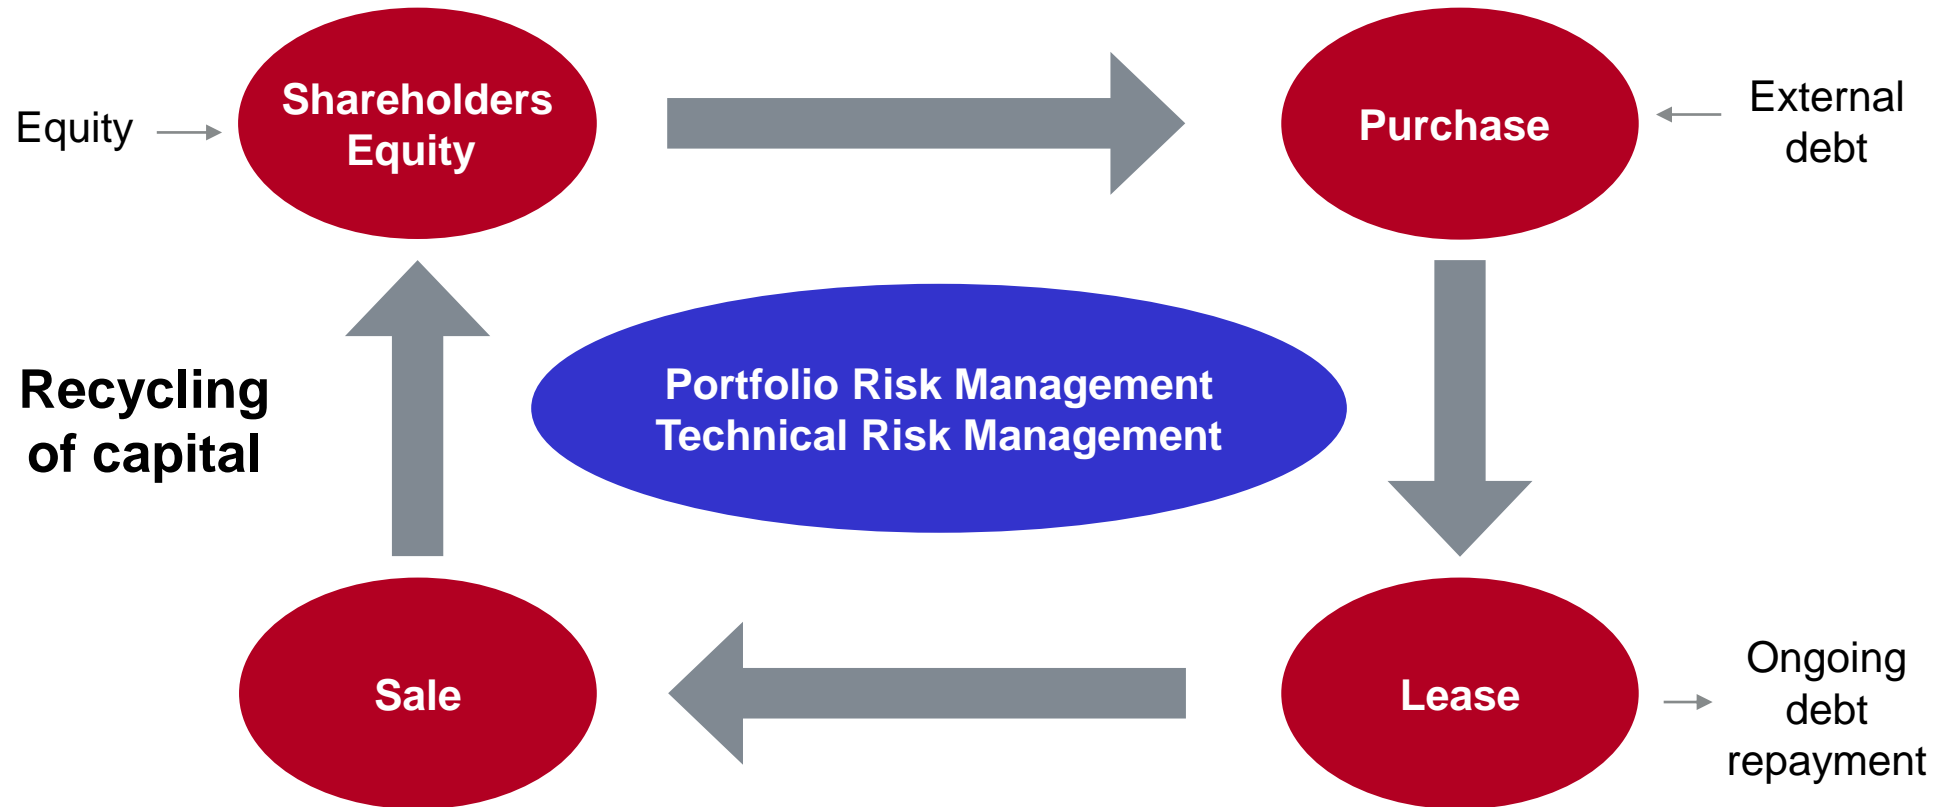 Equity
Shareholders
Equity
Purchase
External
debt
Recycling
of capital
Portfolio Risk Management
Technical Risk Management
Sale
Lease
Ongoing
debt
repayment